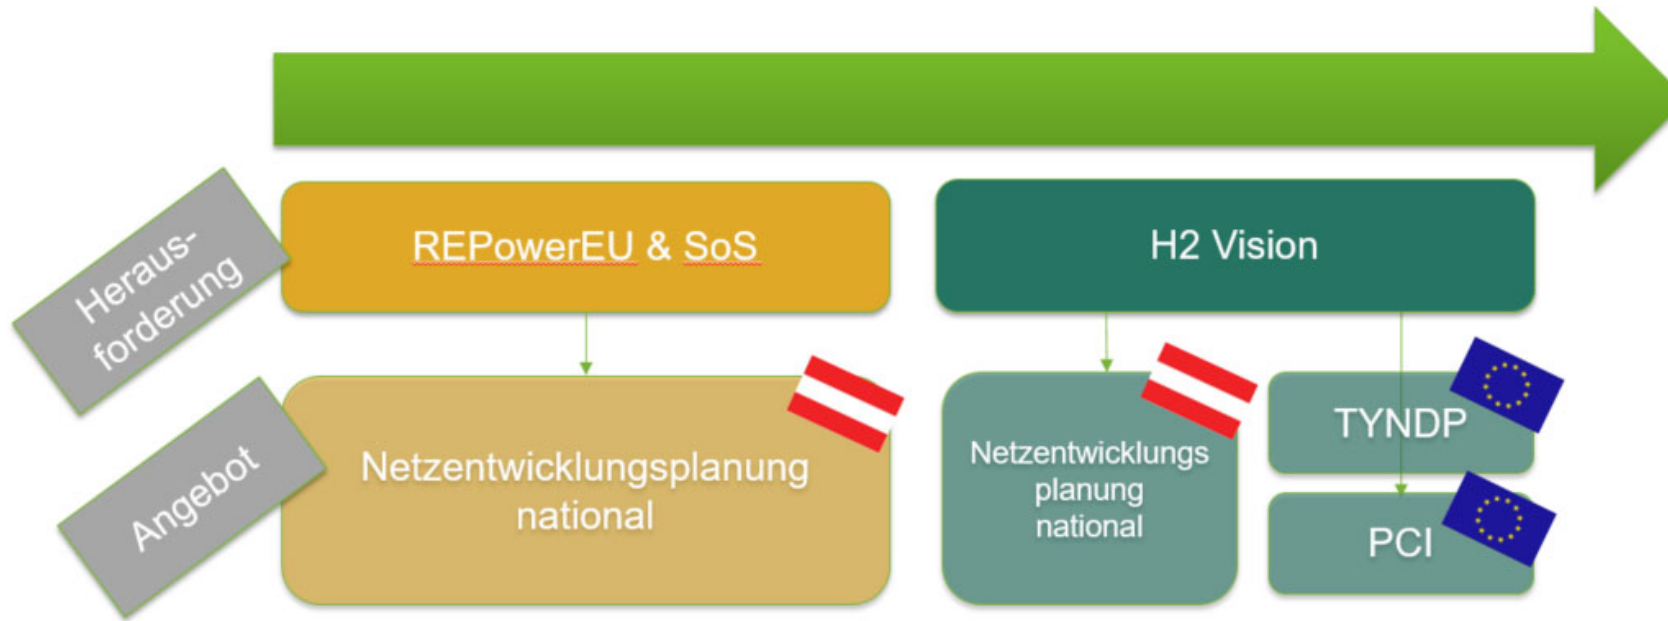 Heraus-
forderung
REPowerEU & SoS
H2 Vision
Angebot
Netzentwicklungsplanung
national
Netzentwicklungs
planung
national
TYNDP
PCI